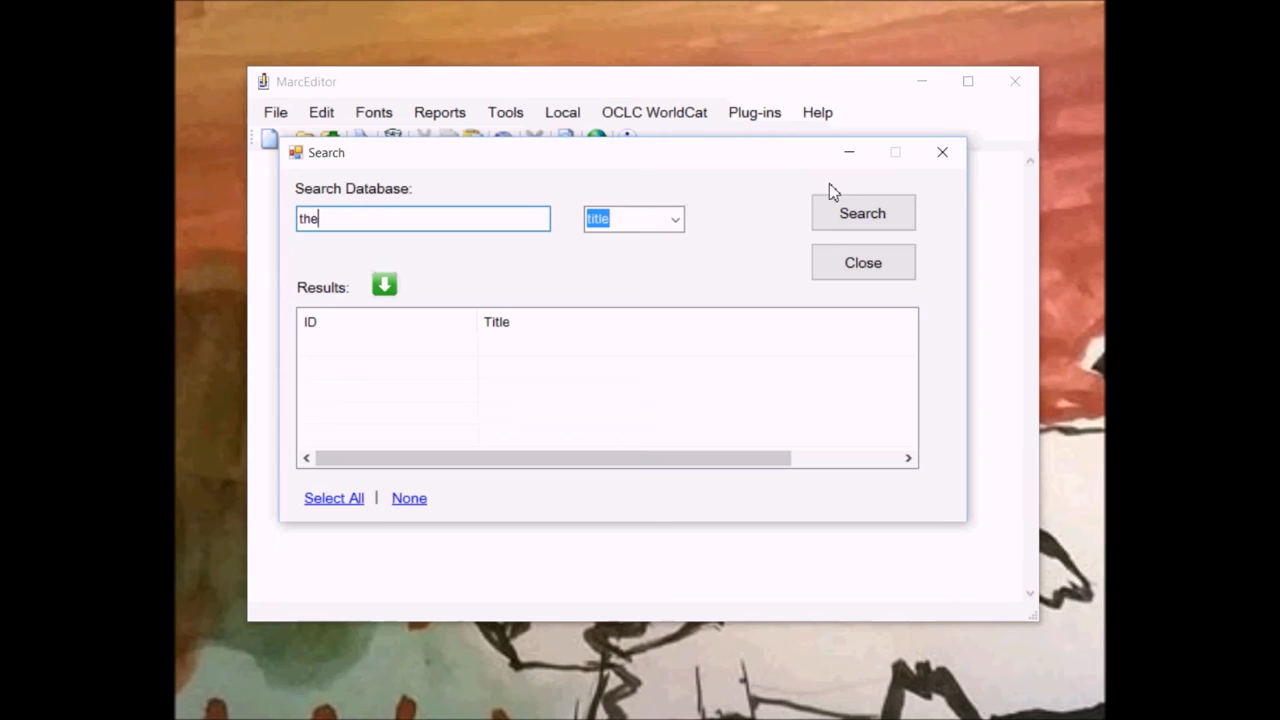 MarcEditor
File Edit Fonts Reports Tools Local OCLC WorldCat Plug-ins Help
Search
Search Database:
the title Search
Close
Results:
ID Title
Select All | None